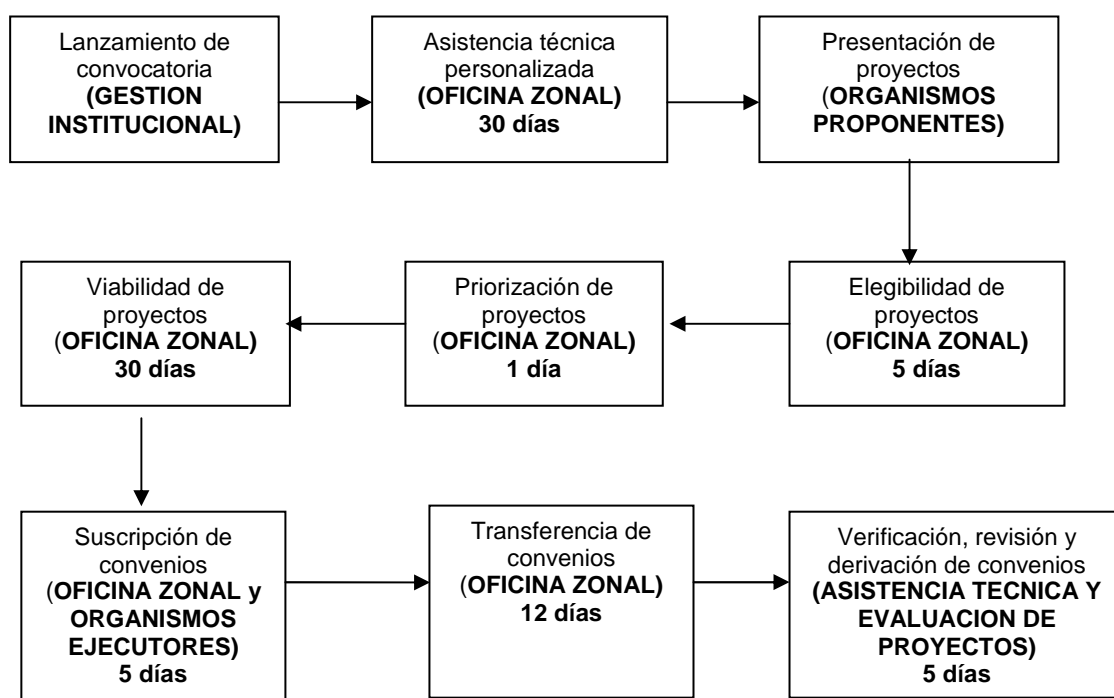 Lanzamiento de
convocatoria
(GESTION
INSTITUCIONAL)
Asistencia técnica
personalizada
(OFICINA ZONAL)
30 días
Presentación de
proyectos
(ORGANISMOS
PROPONENTES)
Elegibilidad de
proyectos
(OFICINA ZONAL)
5 días
Priorización de
proyectos
(OFICINA ZONAL)
1 día
Viabilidad de
proyectos
(OFICINA ZONAL)
30 días
Suscripción de
convenios
(OFICINA ZONAL y
ORGANISMOS
EJECUTORES)
5 días
Transferencia de
convenios
(OFICINA ZONAL)
12 días
Verificación, revisión y
derivación de convenios
(ASISTENCIA TECNICA Y
EVALUACION DE
PROYECTOS)
5 días